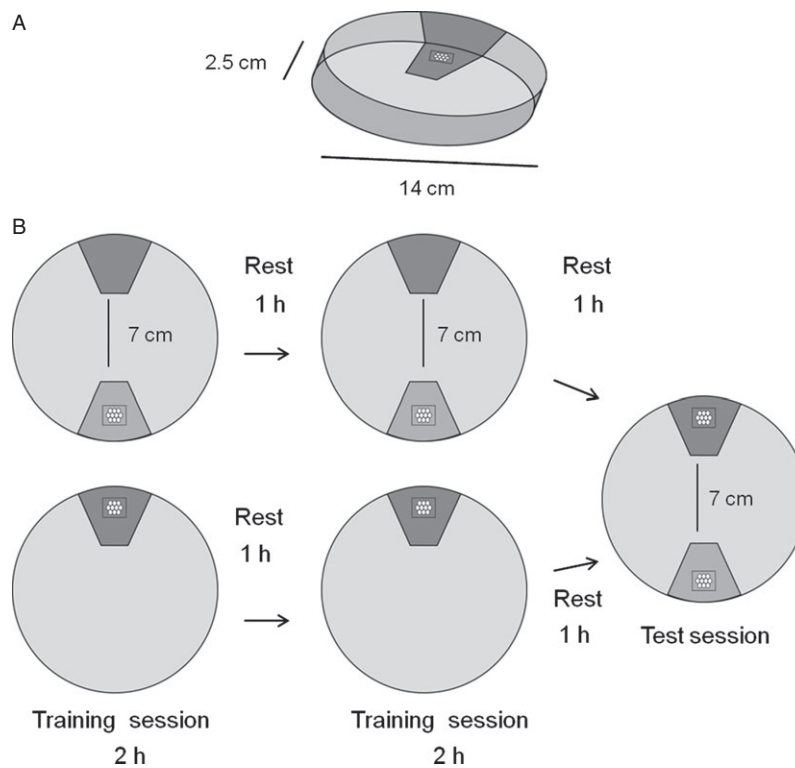 A
2.5 cm
14 cm
B
Rest
1 h
Rest
1 h
7 cm
7 cm
7 cm
Rest
1 h
Rest
1 h
Test session
Training session
2 h
Training session
2 h